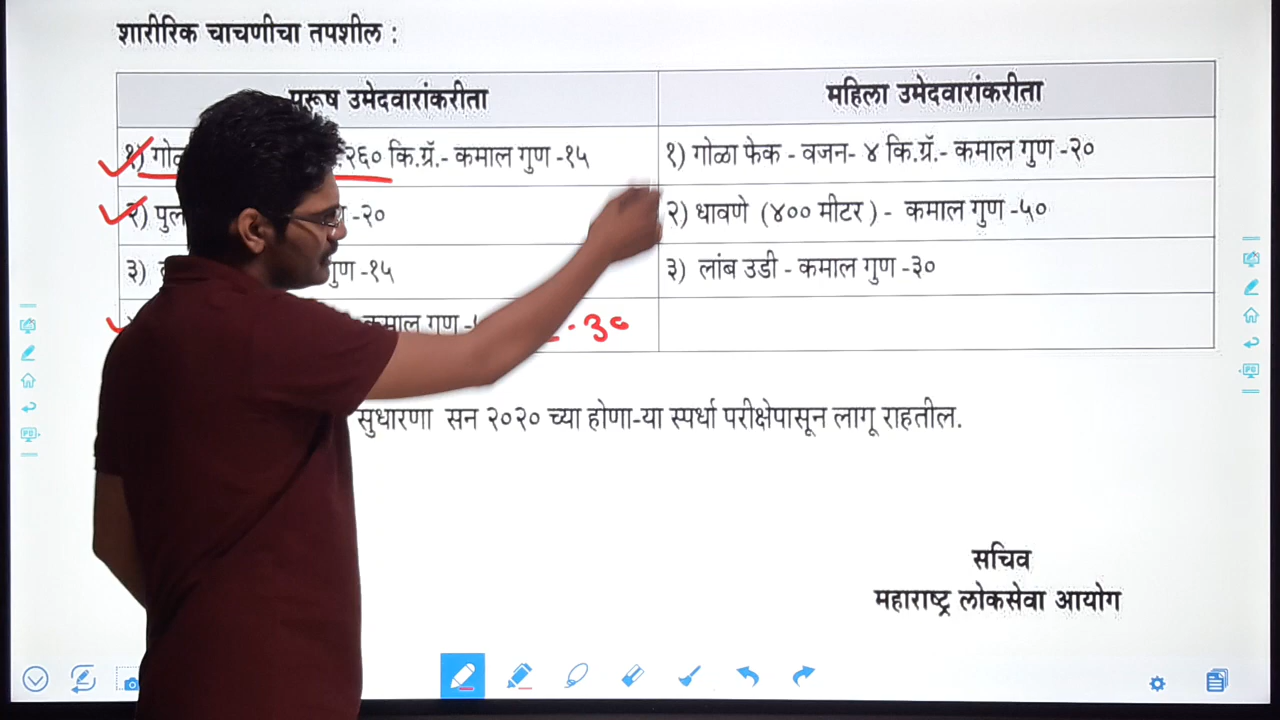 शारीरिक चाचणीचा तपशील :
पुरूष उमेदवारांकरीता
महिला उमेदवारांकरीता
१) .२६० कि.ग्रॅ.- कमाल गुण -१५
१) गोळा फेक - वजन- ४ कि.ग्रॅ.- कमाल गुण -२०
२) -२०
२) धावणे (४०० मीटर ) - कमाल गुण -५०
३) गुण -१५
३) लांब उडी - कमाल गुण -३०
कमाल गुण - ३०
सुधारणा सन २०२० च्या होणा-या स्पर्धा परीक्षेपासून लागू राहतील.
सचिव
महाराष्ट्र लोकसेवा आयोग